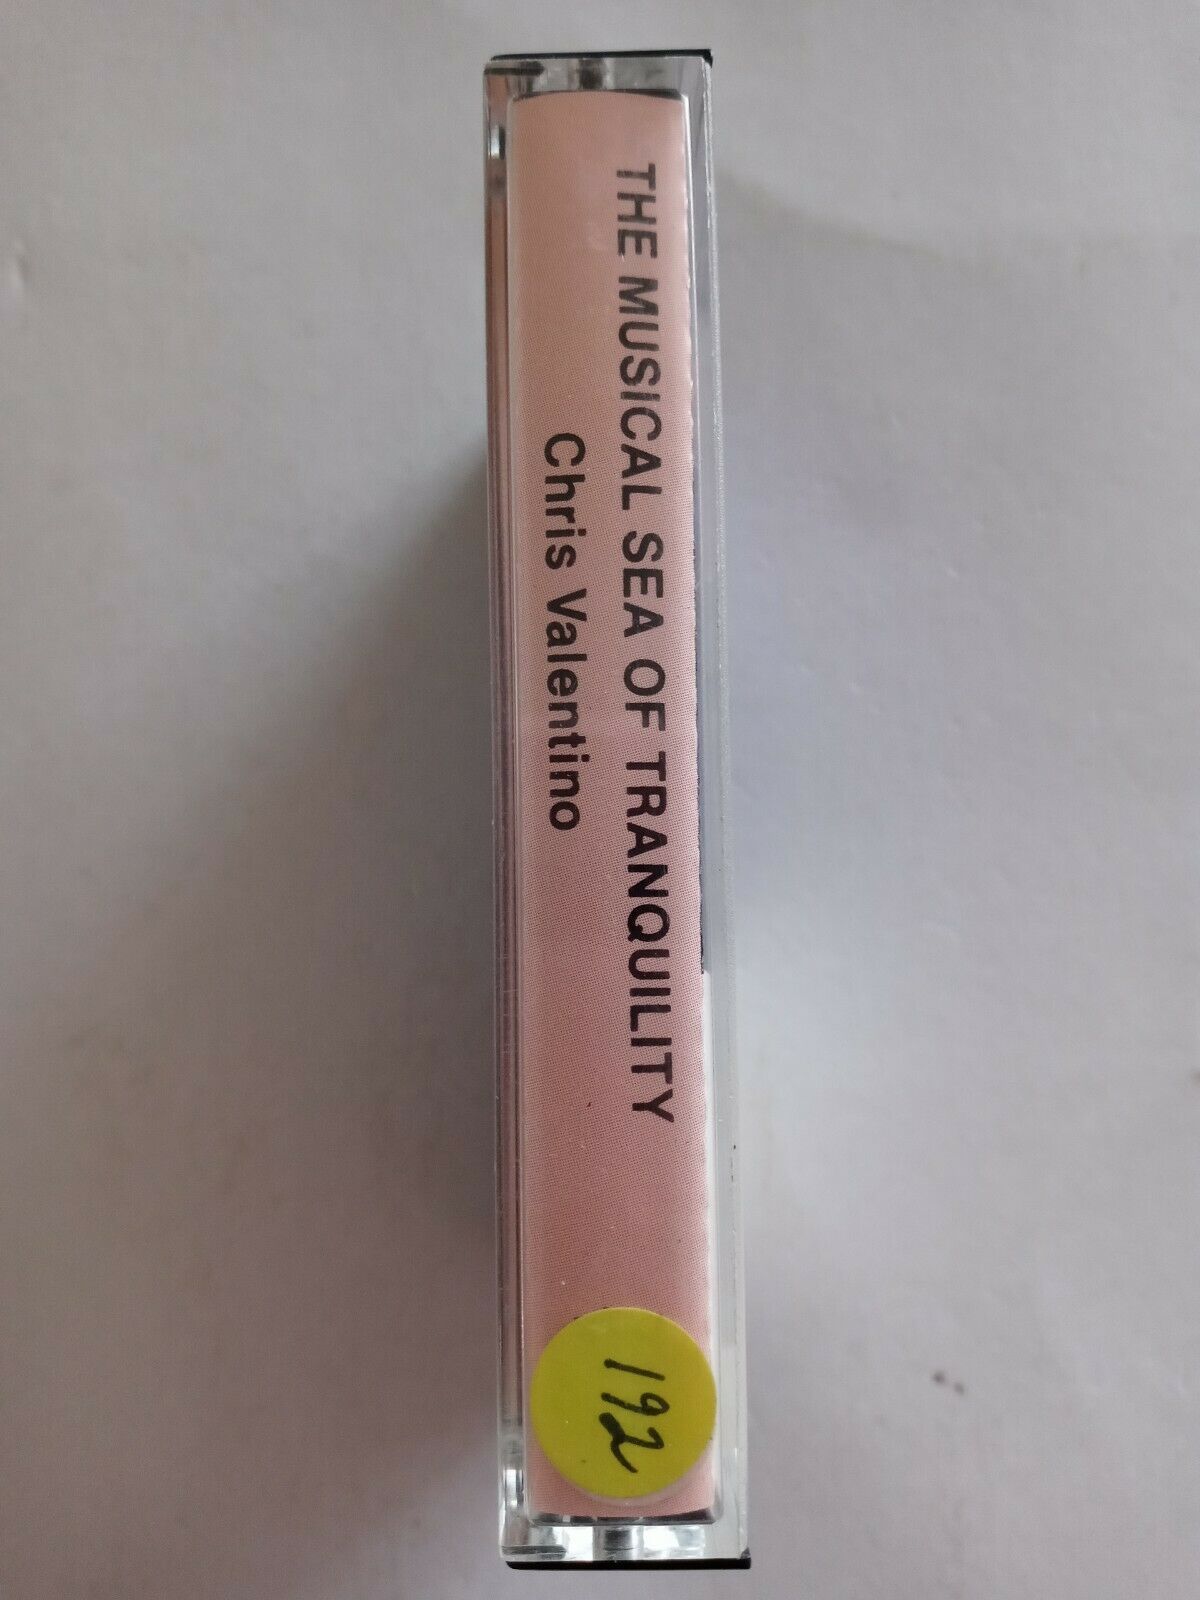 THE MUSICAL SEA OF TRANQUILITY
Chris Valentino
192